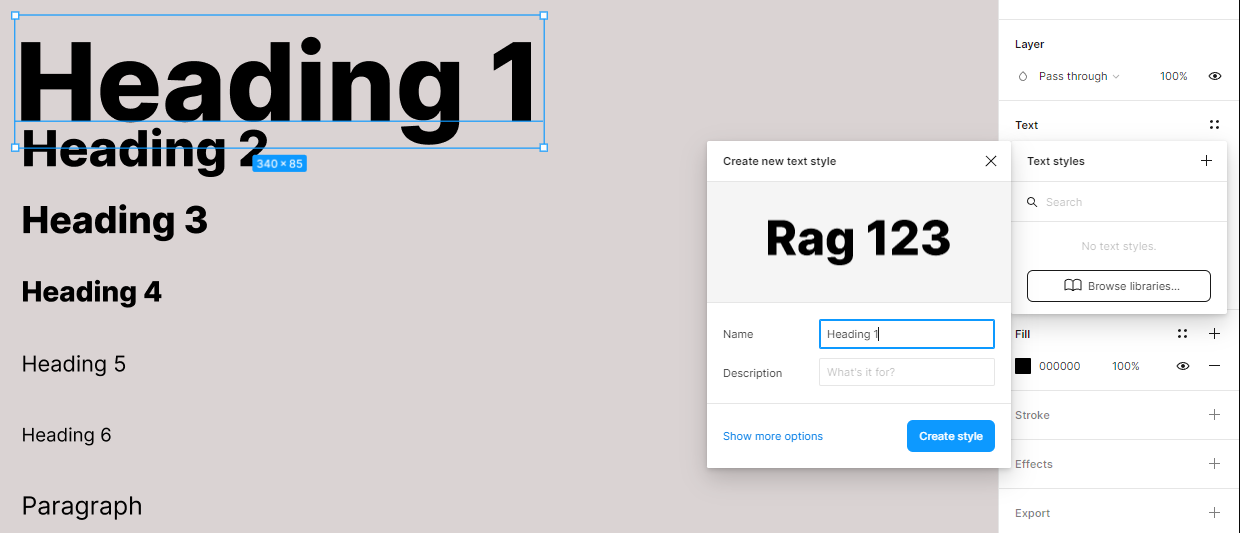 Heading 1
Heading 2
340 × 85
Heading 3
Heading 4
Heading 5
Heading 6
Paragraph
Create new text style
Rag 123
Name
Heading 1
Description
What's it for?
Show more options
Create style
Layer
Pass through
100%
Text
Text styles
Search
No text styles.
Browse libraries...
Fill
000000
100%
Stroke
Effects
Export